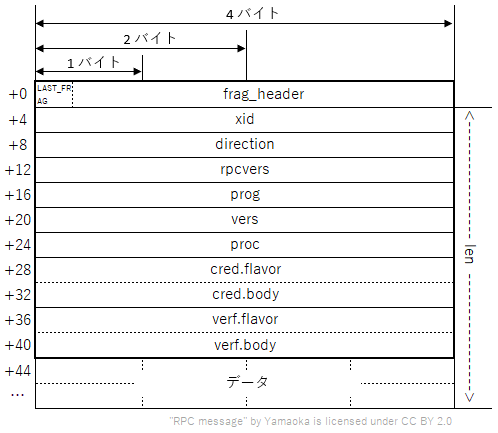 4 バイト
2 バイト
1 バイト
+0 LAST_FR
AG frag_header
+4 xid
+8 direction
+12 rpcvers
+16 prog
+20 vers
+24 proc
+28 cred.flavor
+32 cred.body
+36 verf.flavor
+40 verf.body
+44
... データ
len
"RPC message" by Yamaoka is licensed under CC BY 2.0